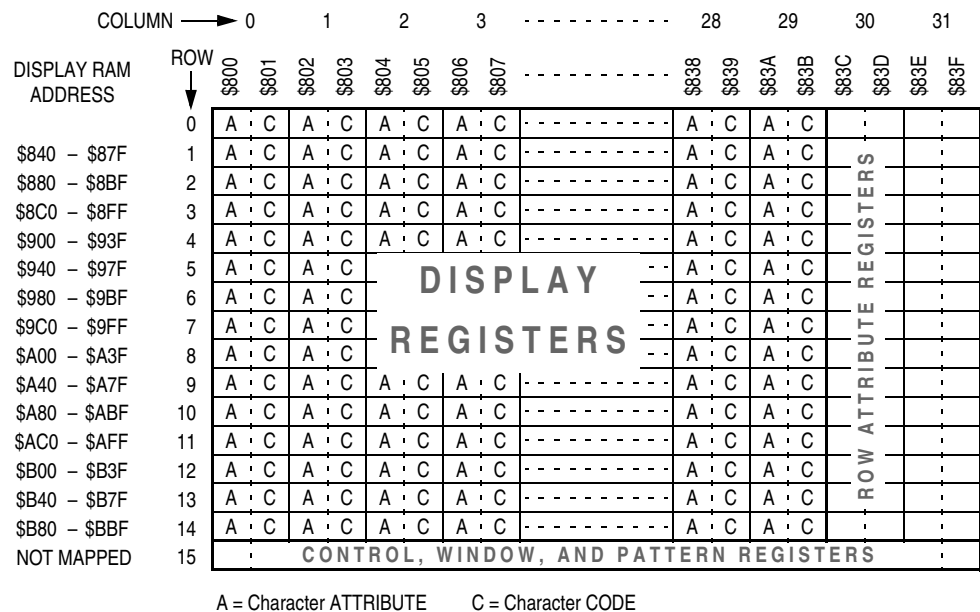 COLUMN 0 1 2 3 28 29 30 31
DISPLAY RAM ADDRESS ROW $800 $801 $802 $803 $804 $805 $806 $807 $838 $839 $83A $83B $83C $83D $83E $83F
0 A C A C A C A C A C A C
$840 – $87F 1 A C A C A C A C A C A C
$880 – $8BF 2 A C A C A C A C A C A C
$8C0 – $8FF 3 A C A C A C A C A C A C
$900 – $93F 4 A C A C A C A C A C A C
$940 – $97F 5 A C A C A C A C
$980 – $9BF 6 A C A C A C A C
$9C0 – $9FF 7 A C A C A C A C
$A00 – $A3F 8 A C A C A C A C
$A40 – $A7F 9 A C A C A C A C A C A C
$A80 – $ABF 10 A C A C A C A C A C A C
$AC0 – $AFF 11 A C A C A C A C A C A C
$B00 – $B3F 12 A C A C A C A C A C A C
$B40 – $B7F 13 A C A C A C A C A C A C
$B80 – $BBF 14 A C A C A C A C A C A C
DISPLAY
REGISTERS
ROW ATTRIBUTE REGISTERS
NOT MAPPED 15 CONTROL, WINDOW, AND PATTERN REGISTERS
A = Character ATTRIBUTE C = Character CODE